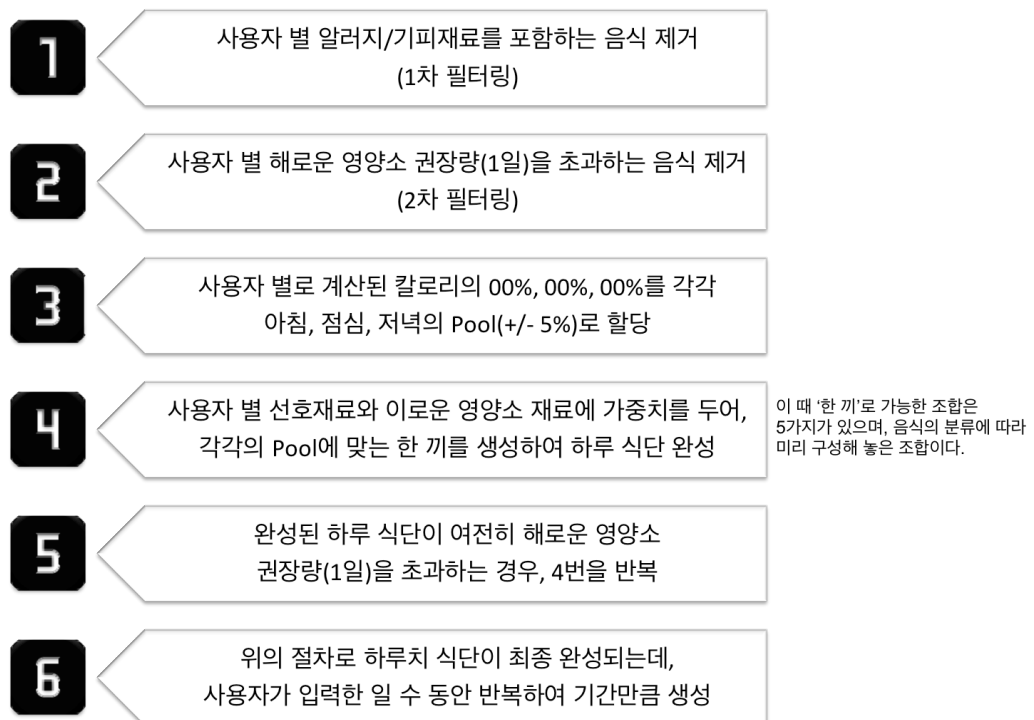 1
사용자 별 알러지/기피재료를 포함하는 음식 제거
(1차 필터링)
2
사용자 별 해로운 영양소 권장량(1일)을 초과하는 음식 제거
(2차 필터링)
3
사용자 별로 계산된 칼로리의 00%, 00%, 00%를 각각
아침, 점심, 저녁의 Pool(+/- 5%)로 할당
4
사용자 별 선호재료와 이로운 영양소 재료에 가중치를 두어,
각각의 Pool에 맞는 한 끼를 생성하여 하루 식단 완성
이 때 ‘한 끼’로 가능한 조합은
5가지가 있으며, 음식의 분류에 따라
미리 구성해 놓은 조합이다.
5
완성된 하루 식단이 여전히 해로운 영양소
권장량(1일)을 초과하는 경우, 4번을 반복
6
위의 절차로 하루치 식단이 최종 완성되는데,
사용자가 입력한 일 수 동안 반복하여 기간만큼 생성